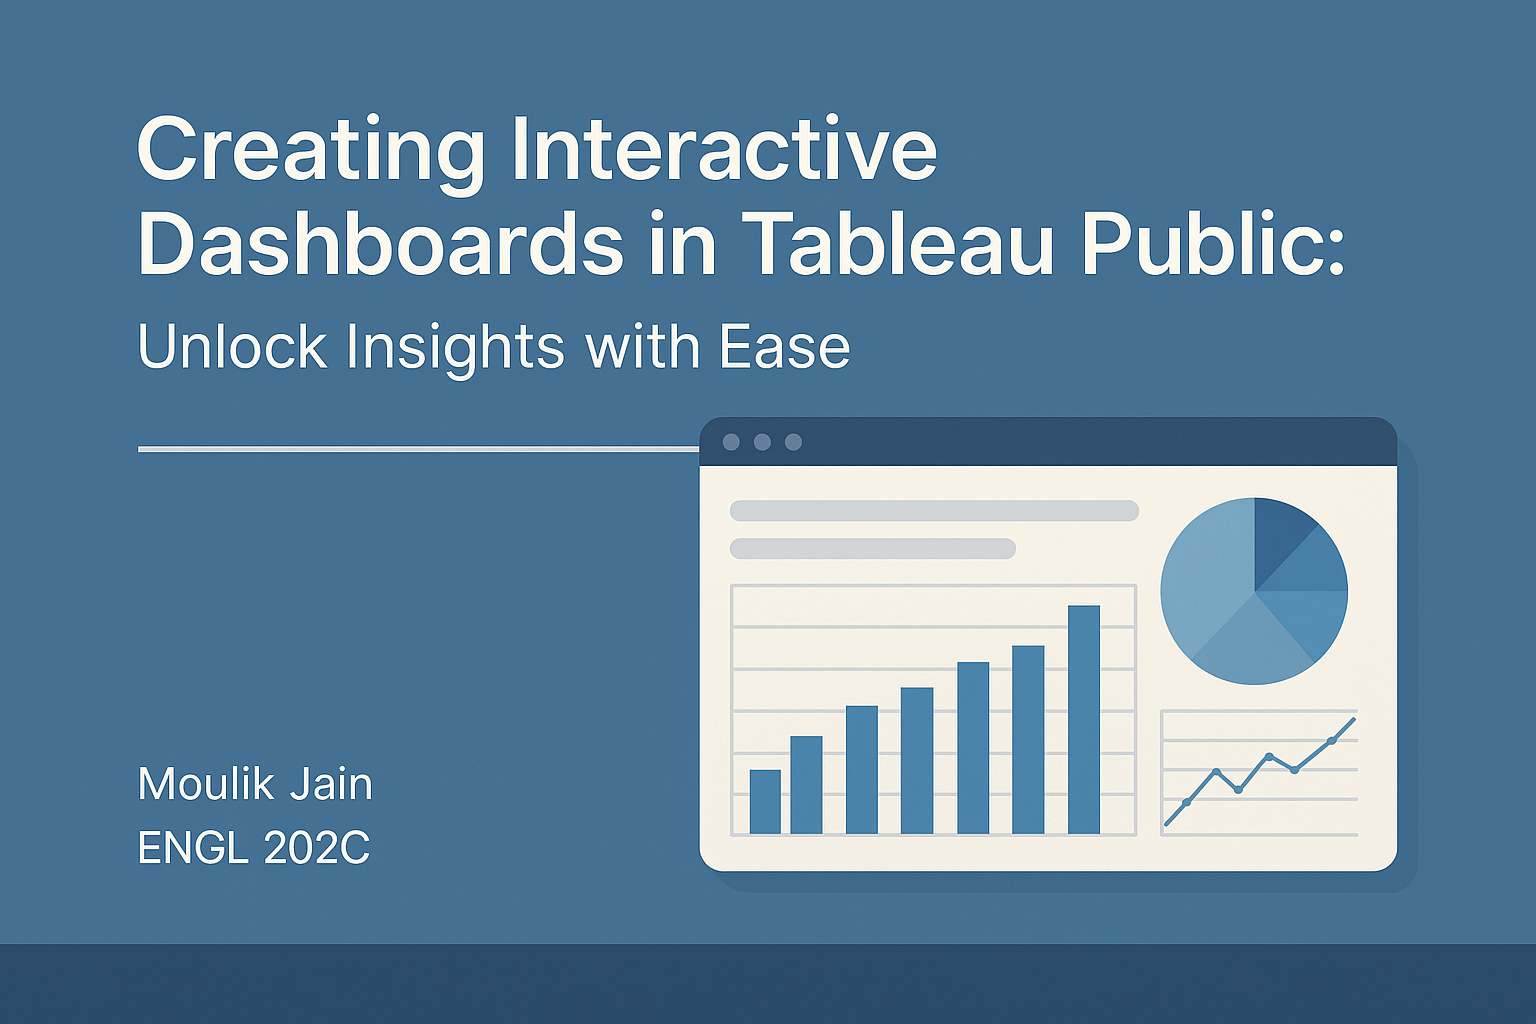 Creating Interactive
Dashboards in Tableau Public:
Unlock Insights with Ease
Moulik Jain
ENGL 202C